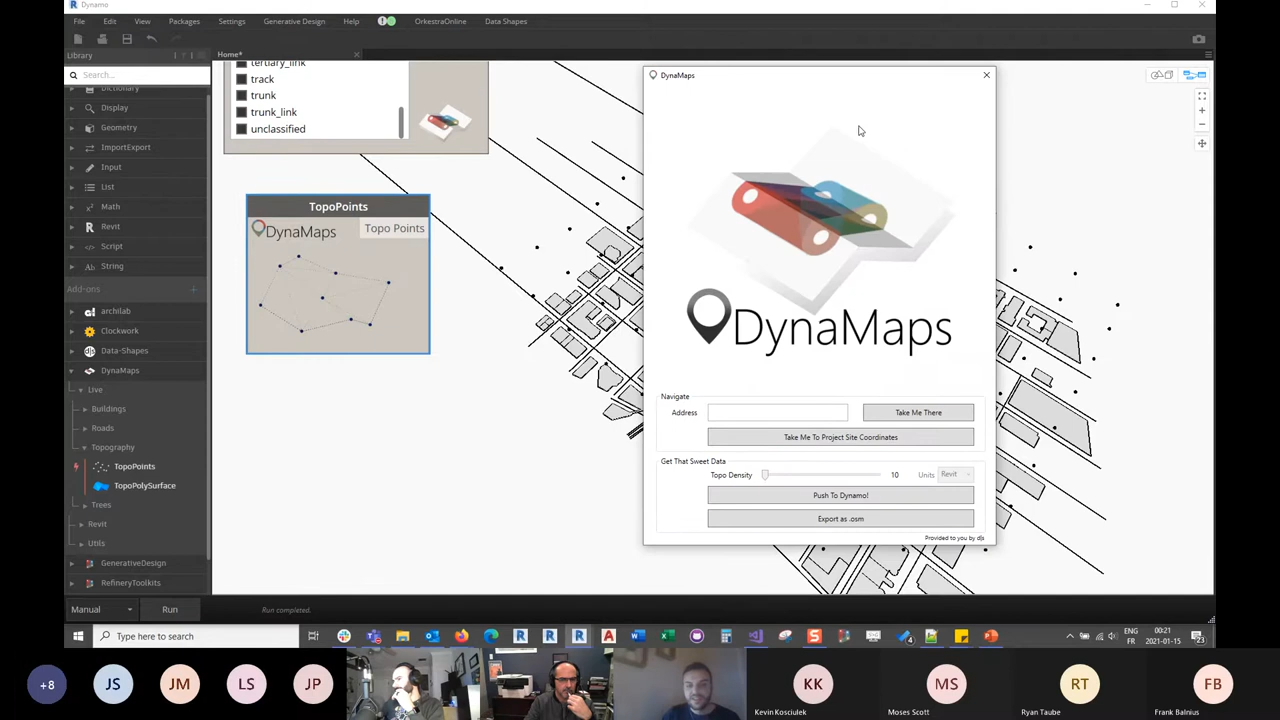 Dynamo
File Edit View Packages Settings Generative Design Help OrkestraOnline Data Shapes
Library
Home*
Search...
Dictionary
Display
Geometry
ImportExport
Input
List
Math
Revit
Script
String
Add-ons
archilab
Clockwork
Data-Shapes
DynaMaps
Live
Buildings
Roads
Topography
TopoPoints
TopoPolySurface
Trees
Revit
Utils
GenerativeDesign
RefineryToolkits
tertiary_link
track
trunk
trunk_link
unclassified
TopoPoints
DynaMaps
Topo Points
DynaMaps
DynaMaps
Navigate
Address
Take Me There
Take Me To Project Site Coordinates
Get That Sweet Data
Topo Density 10 Units Revit
Push To Dynamo!
Export as .osm
Provided to you by djs
Manual Run Run completed.
Type here to search
ENG
FR
00:21
2021-01-15
+8 JS JM LS JP KK MS RT FB
Kevin Kosciulek Moses Scott Ryan Taube Frank Balnius